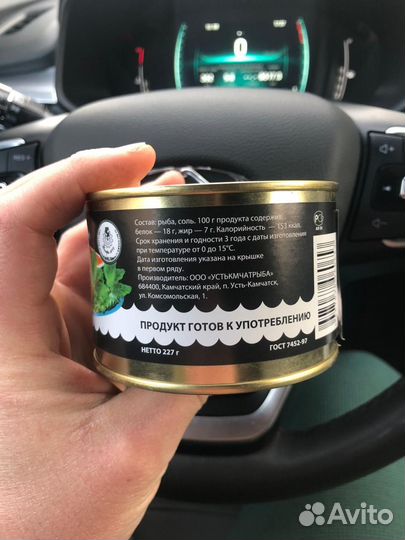 0
Состав: рыба, соль. 100 г продукта содержит:
белок — 18 г, жир — 7 г. Калорийность — 153 ккал.
Срок хранения и годности 3 года с даты изготовления
при температуре от 0 до 15°С.
Дата изготовления указана на крышке
в первом ряду.
Производитель: ООО «УСТЬКМЧАТРЫБА»
684400, Камчатский край, п. Усть-Камчатск,
ул. Комсомольская, 1.
ПРОДУКТ ГОТОВ К УПОТРЕБЛЕНИЮ
НЕТТО 227 г
ГОСТ 7452-97
Avito